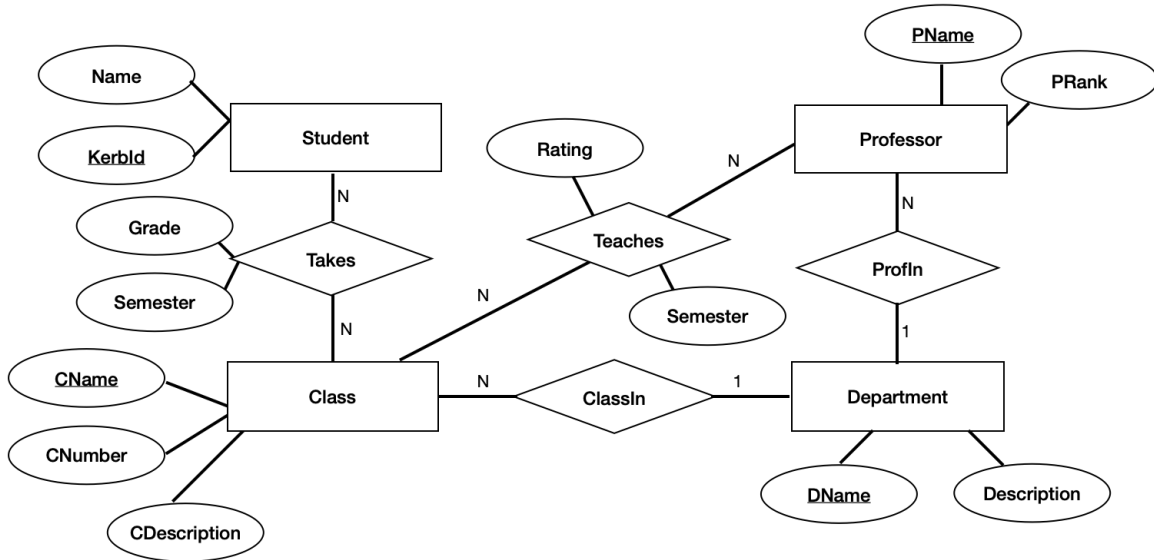 PName
Name
PRank
Student
Professor
Rating
KerbId
N
N
N
Grade
Teaches
Takes
ProfIn
Semester
N
Semester
N
1
CName
N
1
Class
ClassIn
Department
CNumber
DName
Description
CDescription